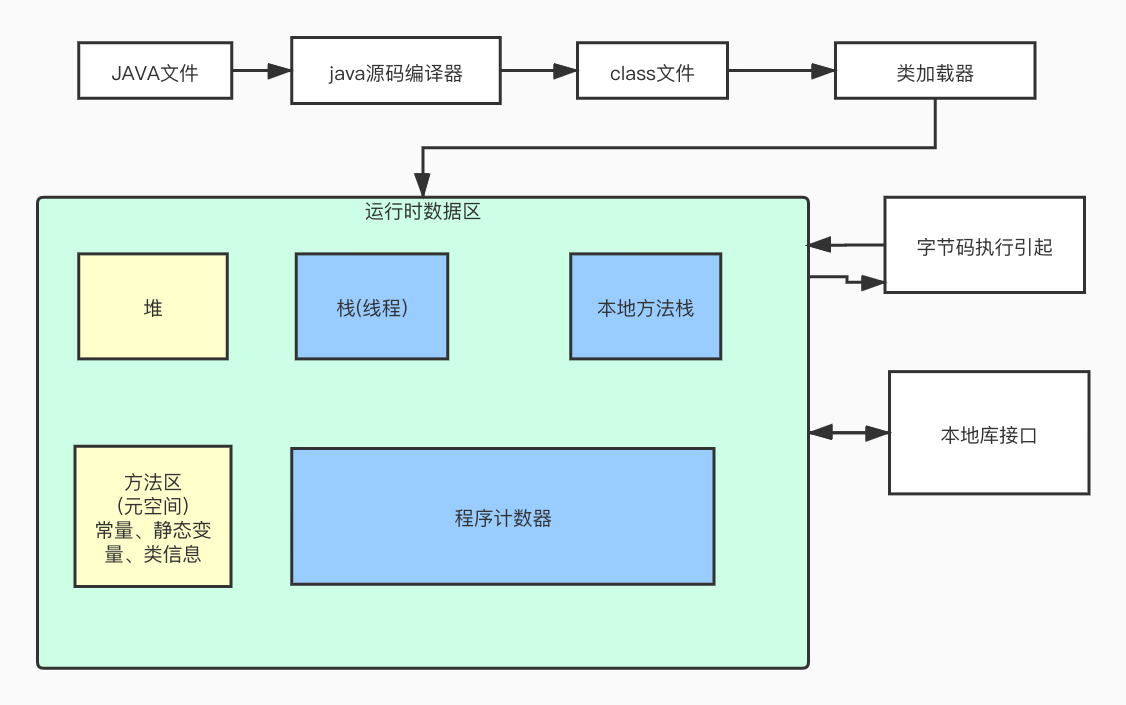 JAVA文件
java源码编译器
class文件
类加载器
运行时数据区
堆
栈(线程)
本地方法栈
字节码执行引起
本地库接口
方法区
(元空间)
常量、静态变
量、类信息
程序计数器